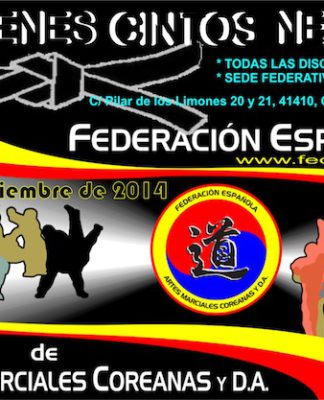 ENES CINTOS NE
* TODAS LAS DISC
* SEDE FEDERATIV
C/ Pilar de los Limones 20 y 21, 41410, C
FEDERACIÓN ESP
www.fed
iembre de 2014
FEDERACIÓN ESPAÑOLA
道
ARTES MARCIALES COREANAS y D.A.
de
RCIALES COREANAS Y D.A.